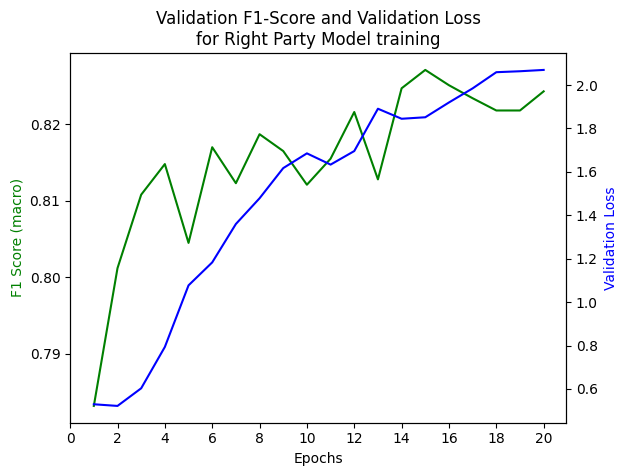 Validation F1-Score and Validation Loss
for Right Party Model training
F1 Score (macro)
0.82
0.81
0.80
0.79
2.0
1.8
1.6
1.4
1.2
1.0
0.8
0.6
Validation Loss
0 2 4 6 8 10 12 14 16 18 20
Epochs